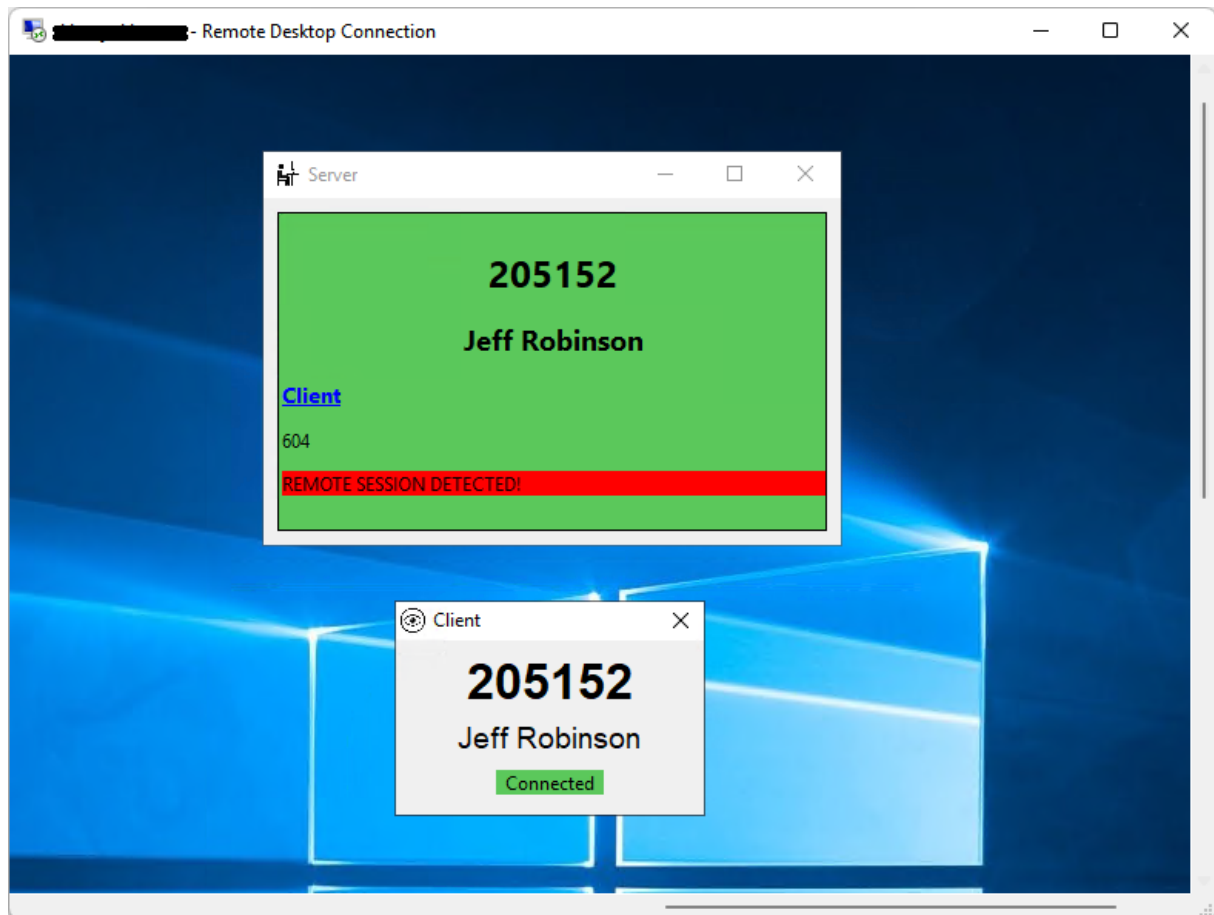 - Remote Desktop Connection
Server
205152
Jeff Robinson
Client
604
REMOTE SESSION DETECTED!
Client
205152
Jeff Robinson
Connected